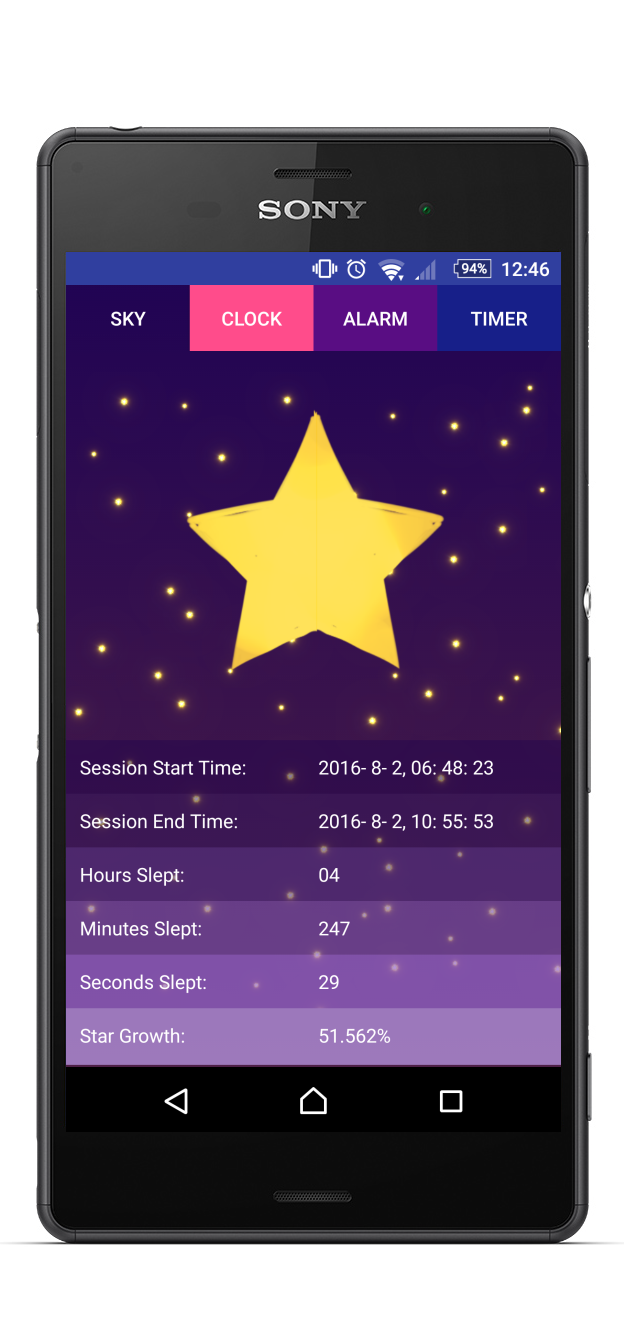 SONY
94% 12:46
SKY CLOCK ALARM TIMER
Session Start Time: 2016- 8- 2, 06: 48: 23
Session End Time: 2016- 8- 2, 10: 55: 53
Hours Slept: 04
Minutes Slept: 247
Seconds Slept: 29
Star Growth: 51.562%